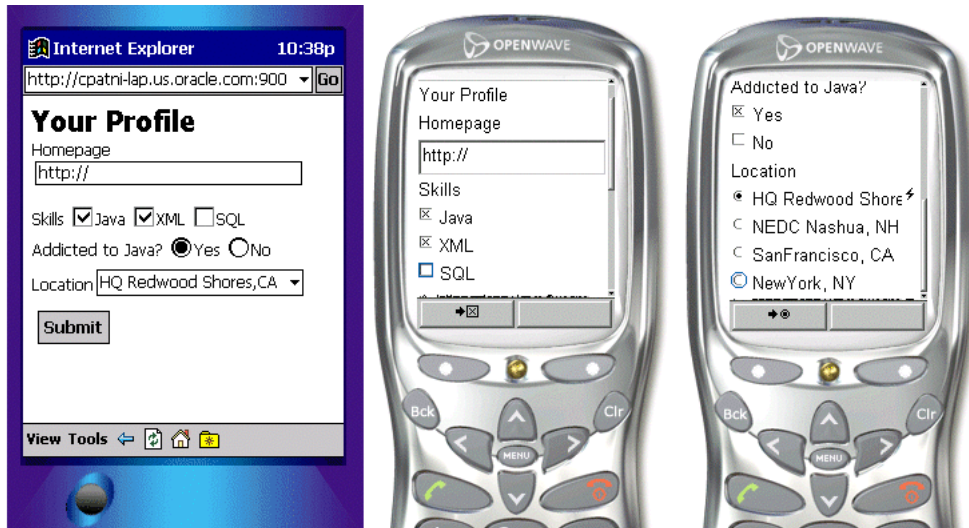 Internet Explorer 10:38p
http://cpatni-lap.us.oracle.com:900 Go
Your Profile
Homepage
http://
Skills Java XML SQL
Addicted to Java? Yes No
Location HQ Redwood Shores,CA
Submit
View Tools
OPENWAVE
Your Profile
Homepage
http://
Skills
Java
XML
SQL
Bck Clr
MENU
OPENWAVE
Addicted to Java?
Yes
No
Location
HQ Redwood Shore
NEDC Nashua, NH
SanFrancisco, CA
NewYork, NY
Bck Clr
MENU